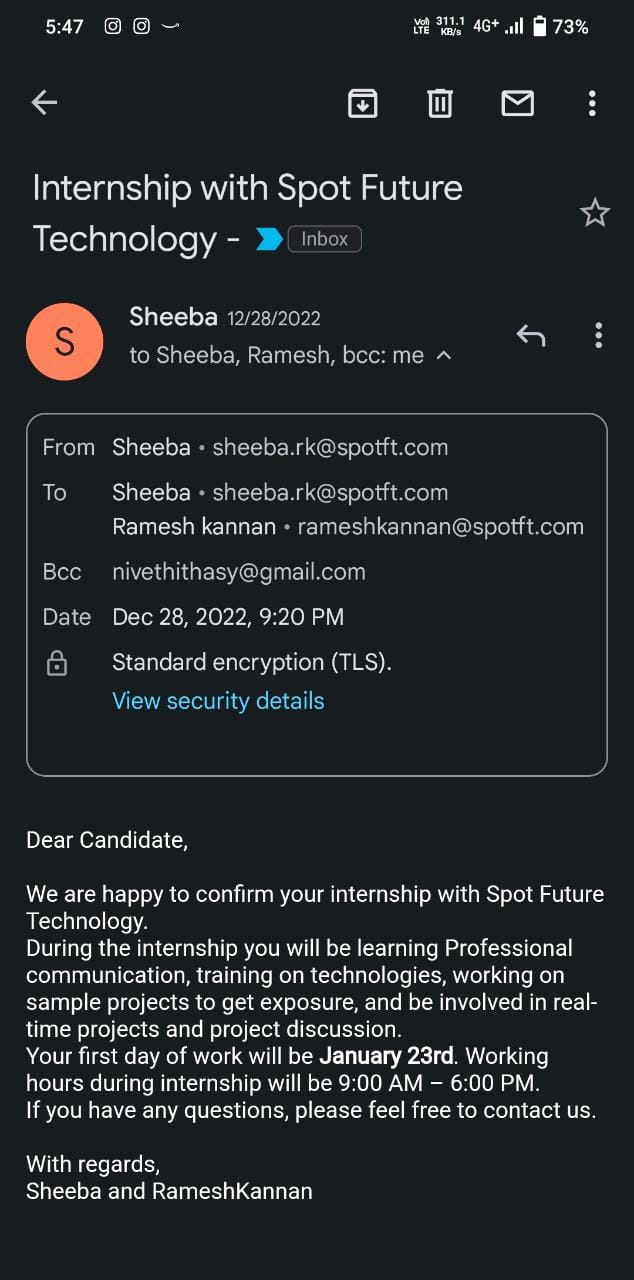 5:47
Vo) LTE 311.1 KB/s 4G+ 73%
Internship with Spot Future
Technology - Inbox
S
Sheeba 12/28/2022
to Sheeba, Ramesh, bcc: me
From Sheeba • sheeba.rk@spotft.com
To Sheeba • sheeba.rk@spotft.com
Ramesh kannan • rameshkannan@spotft.com
Bcc nivethithasy@gmail.com
Date Dec 28, 2022, 9:20 PM
Standard encryption (TLS).
View security details
Dear Candidate,
We are happy to confirm your internship with Spot Future
Technology.
During the internship you will be learning Professional
communication, training on technologies, working on
sample projects to get exposure, and be involved in real-
time projects and project discussion.
Your first day of work will be January 23rd. Working
hours during internship will be 9:00 AM – 6:00 PM.
If you have any questions, please feel free to contact us.
With regards,
Sheeba and RameshKannan